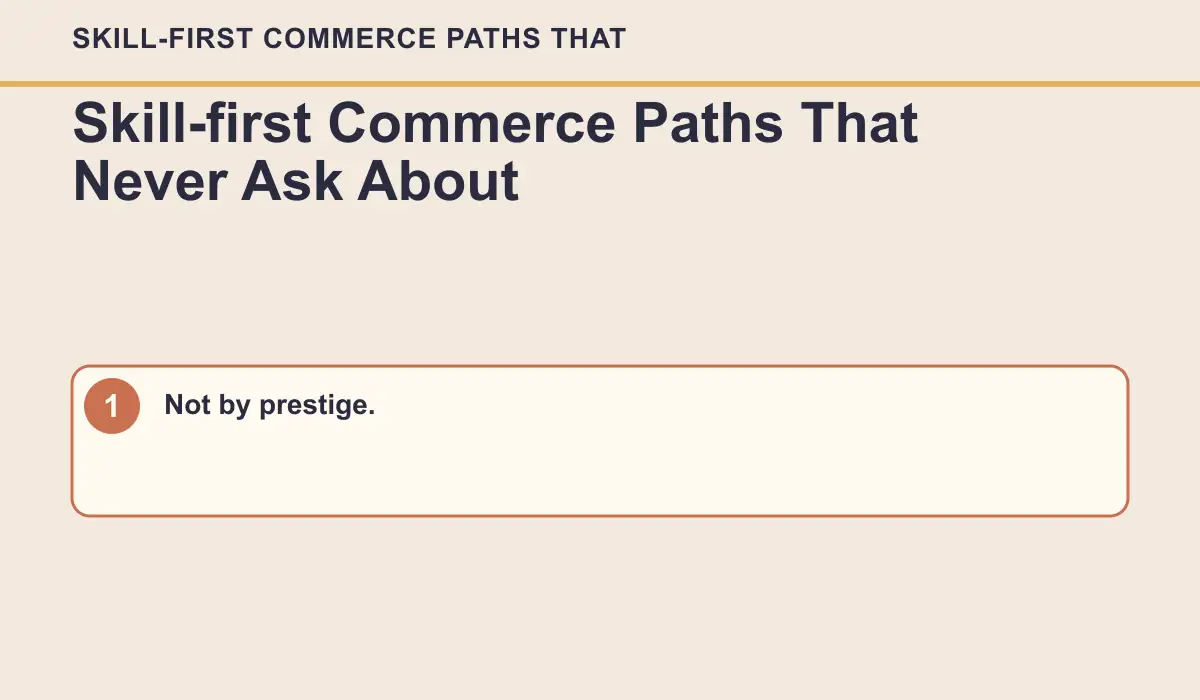 SKILL-FIRST COMMERCE PATHS THAT
Skill-first Commerce Paths That
Never Ask About
1
Not by prestige.